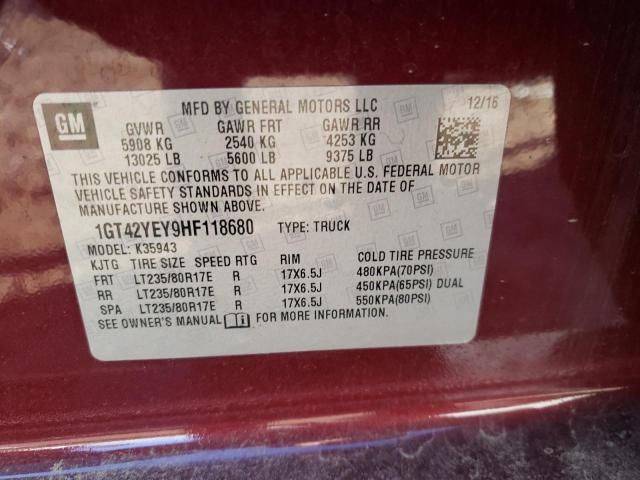 GM
MFD BY GENERAL MOTORS LLC 12/16
GVWR GAWR FRT GAWR RR
5908 KG 2540 KG 4253 KG
13025 LB 5600 LB 9375 LB
THIS VEHICLE CONFORMS TO ALL APPLICABLE U.S. FEDERAL MOTOR
VEHICLE SAFETY STANDARDS IN EFFECT ON THE DATE OF
MANUFACTURE SHOWN ABOVE.
1GT42YEY9HF118680 TYPE: TRUCK
MODEL: K35943
KJTG TIRE SIZE SPEED RTG RIM COLD TIRE PRESSURE
FRT LT235/80R17E R 17X6.5J 480KPA(70PSI)
RR LT235/80R17E R 17X6.5J 450KPA(65PSI) DUAL
SPA LT235/80R17E R 17X6.5J 550KPA(80PSI)
SEE OWNER'S MANUAL FOR MORE INFORMATION.